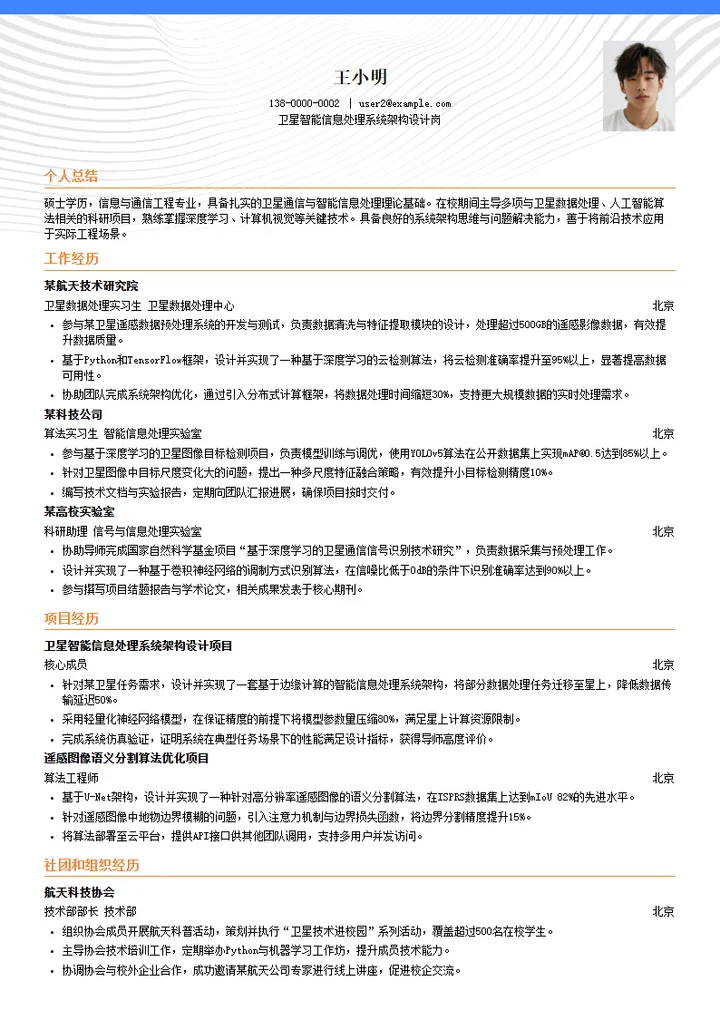 王小明
138-0000-0002 | user2@example.com
卫星智能信息处理系统架构设计岗
个人总结
硕士学历，信息与通信工程专业，具备扎实的卫星通信与智能信息处理理论基础。在校期间主导多项与卫星数据处理、人工智能算
法相关的科研项目，熟练掌握深度学习、计算机视觉等关键技术。具备良好的系统架构思维与问题解决能力，善于将前沿技术应用
于实际工程场景。
工作经历
某航天技术研究院
卫星数据处理实习生 卫星数据处理中心 北京
• 参与某卫星遥感数据预处理系统的开发与测试，负责数据清洗与特征提取模块的设计，处理超过500GB的遥感影像数据，有效提
升数据质量。
• 基于Python和TensorFlow框架，设计并实现了一种基于深度学习的云检测算法，将云检测准确率提升至95%以上，显著提高数据
可用性。
• 协助团队完成系统架构优化，通过引入分布式计算框架，将数据处理时间缩短30%，支持更大规模数据的实时处理需求。
某科技公司
算法实习生 智能信息处理实验室 北京
• 参与基于深度学习的卫星图像目标检测项目，负责模型训练与调优，使用YOLOv5算法在公开数据集上实现mAP@0.5达到85%以上。
• 针对卫星图像中目标尺度变化大的问题，提出一种多尺度特征融合策略，有效提升小目标检测精度10%。
• 编写技术文档与实验报告，定期向团队汇报进展，确保项目按时交付。
某高校实验室
科研助理 信号与信息处理实验室 北京
• 协助导师完成国家自然科学基金项目“基于深度学习的卫星通信信号识别技术研究”，负责数据采集与预处理工作。
• 设计并实现了一种基于卷积神经网络的调制方式识别算法，在信噪比低于0dB的条件下识别准确率达到90%以上。
• 参与撰写项目结题报告与学术论文，相关成果发表于核心期刊。
项目经历
卫星智能信息处理系统架构设计项目
核心成员 北京
• 针对某卫星任务需求，设计并实现了一套基于边缘计算的智能信息处理系统架构，将部分数据处理任务迁移至星上，降低数据传
输延迟50%。
• 采用轻量化神经网络模型，在保证精度的前提下将模型参数量压缩80%，满足星上计算资源限制。
• 完成系统仿真验证，证明系统在典型任务场景下的性能满足设计指标，获得导师高度评价。
遥感图像语义分割算法优化项目
算法工程师 北京
• 基于U-Net架构，设计并实现了一种针对高分辨率遥感图像的语义分割算法，在ISPRS数据集上达到mIoU 82%的先进水平。
• 针对遥感图像中地物边界模糊的问题，引入注意力机制与边界损失函数，将边界分割精度提升15%。
• 将算法部署至云平台，提供API接口供其他团队调用，支持多用户并发访问。
社团和组织经历
航天科技协会
技术部部长 技术部 北京
• 组织协会成员开展航天科普活动，策划并执行“卫星技术进校园”系列活动，覆盖超过500名在校学生。
• 主导协会技术培训工作，定期举办Python与机器学习工作坊，提升成员技术能力。
• 协调协会与校外企业合作，成功邀请某航天公司专家进行线上讲座，促进校企交流。